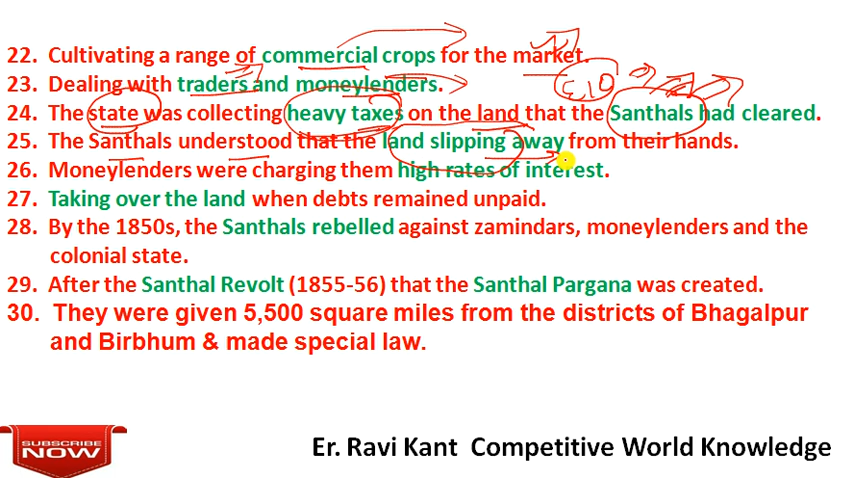 22. Cultivating a range of commercial crops for the market.
23. Dealing with traders and moneylenders.
24. The state was collecting heavy taxes on the land that the Santhals had cleared.
25. The Santhals understood that the land slipping away from their hands.
26. Moneylenders were charging them high rates of interest.
27. Taking over the land when debts remained unpaid.
28. By the 1850s, the Santhals rebelled against zamindars, moneylenders and the
colonial state.
29. After the Santhal Revolt (1855-56) that the Santhal Pargana was created.
30. They were given 5,500 square miles from the districts of Bhagalpur
and Birbhum & made special law.
SUBSCRIBE
NOW
Er. Ravi Kant Competitive World Knowledge